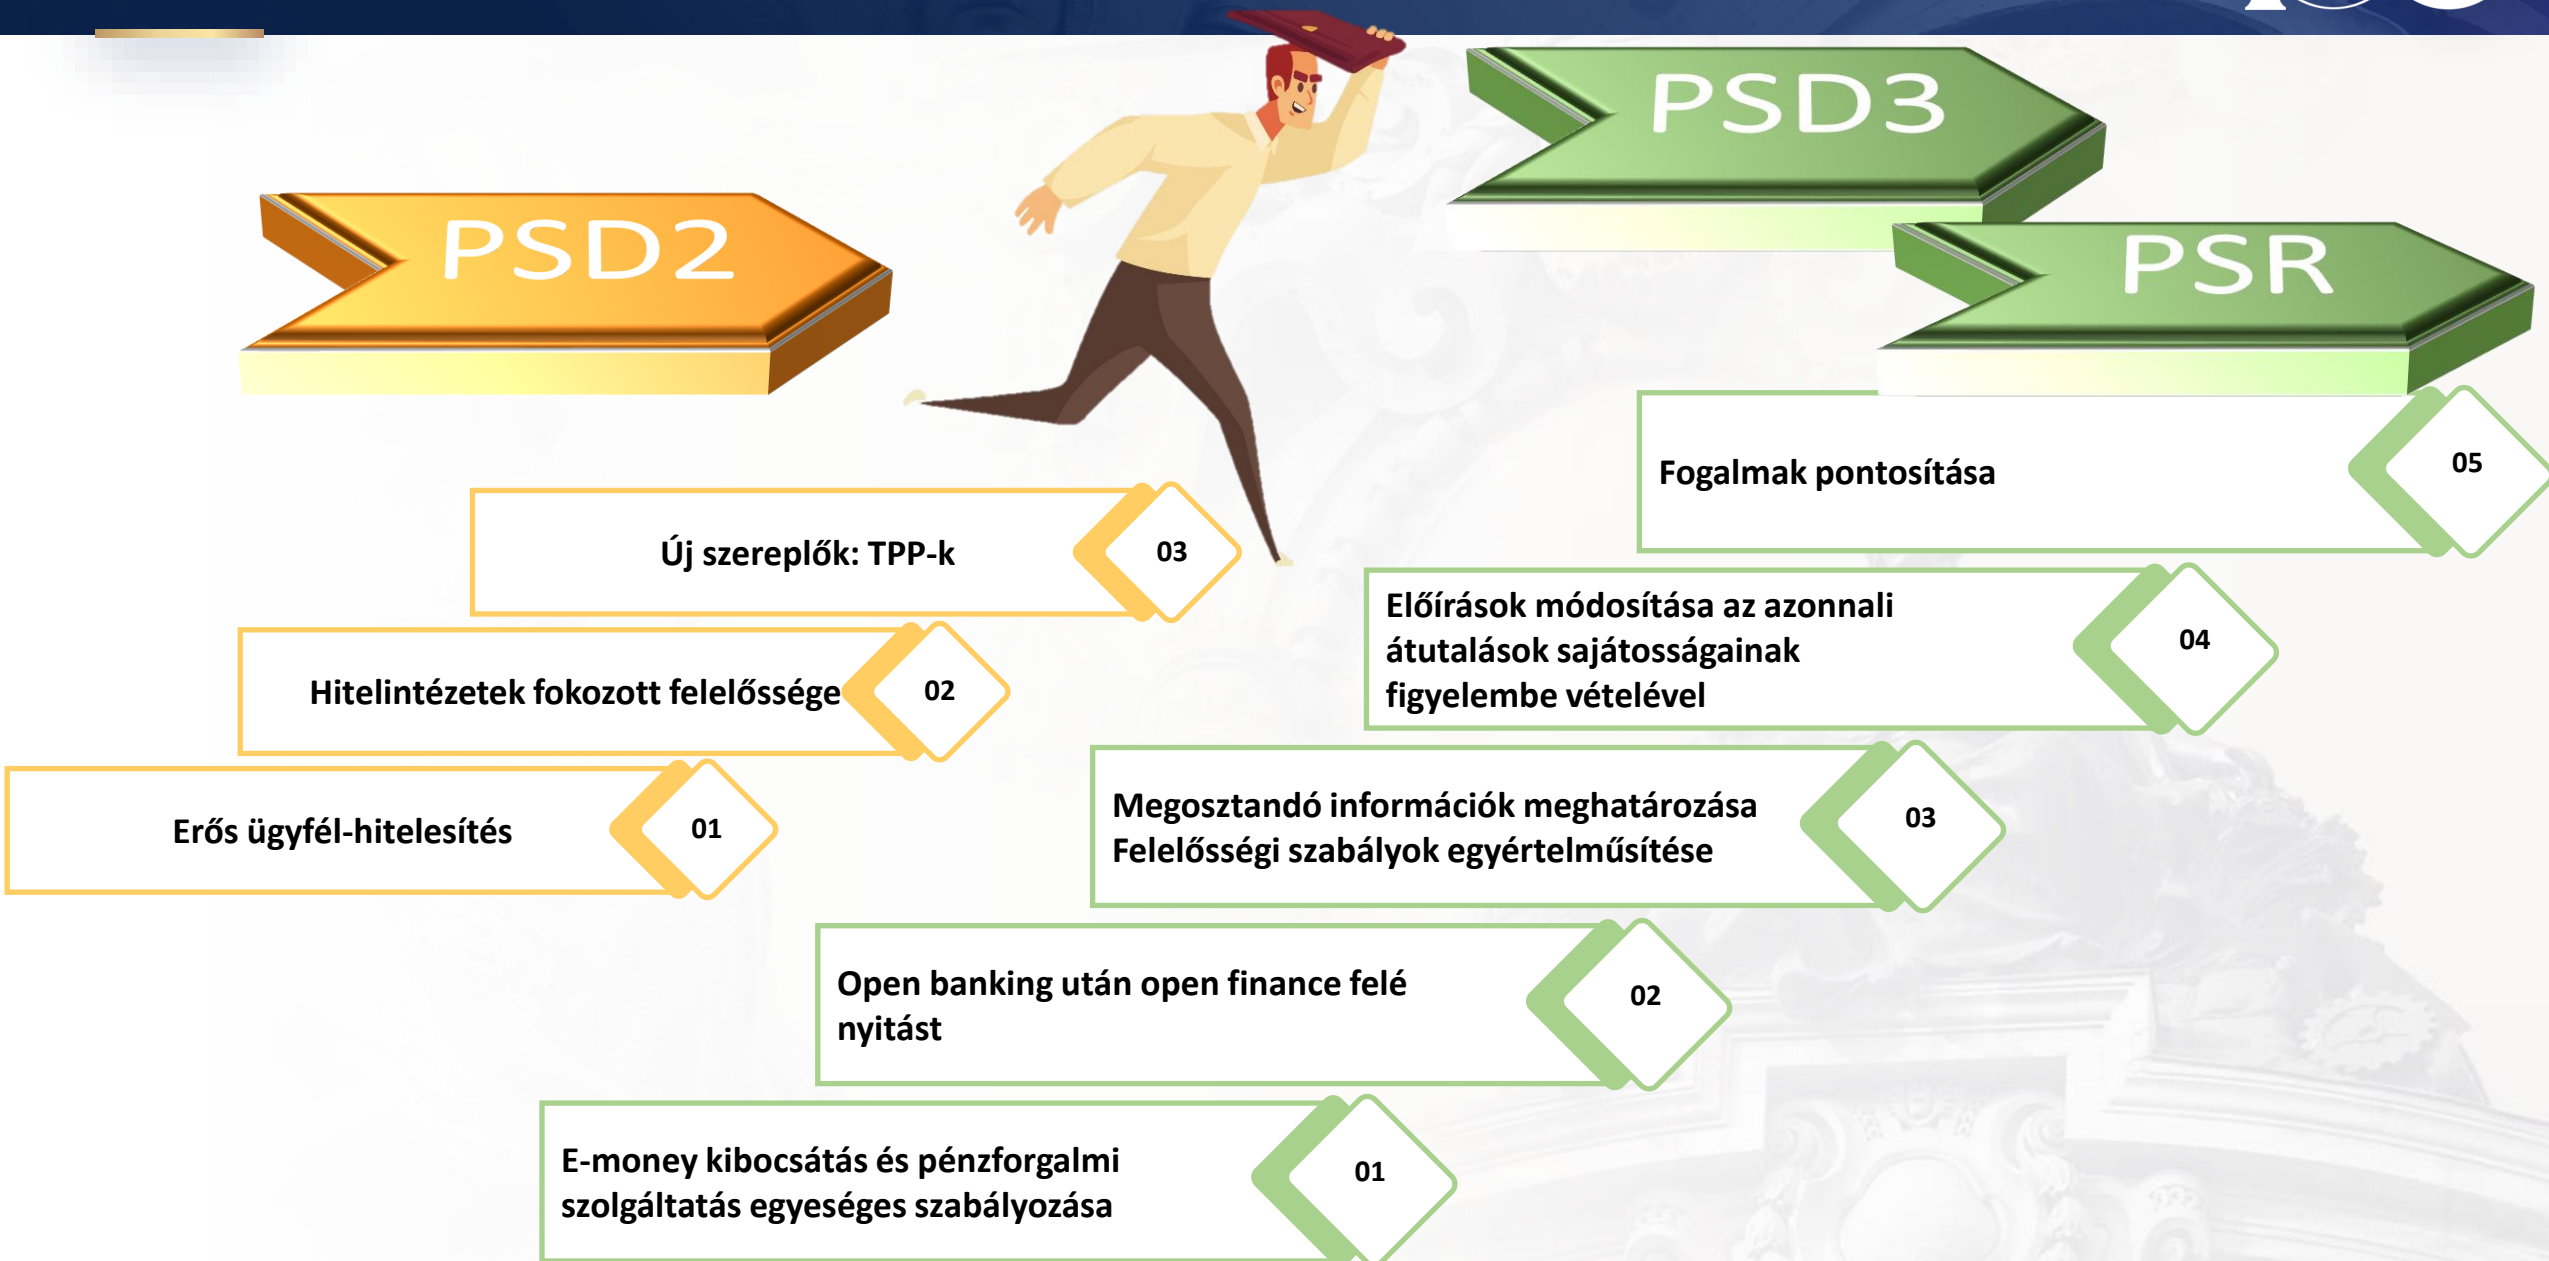 PSD2
PSD3
PSR
Új szereplők: TPP-k
03
Hitelintézetek fokozott felelőssége
02
Erős ügyfél-hitelesítés
01
Fogalmak pontosítása
05
Előírások módosítása az azonnali
átutalások sajátosságainak
figyelembe vételével
04
Megosztandó információk meghatározása
Felelősségi szabályok egyértelműsítése
03
Open banking után open finance felé
nyitást
02
E-money kibocsátás és pénzforgalmi
szolgáltatás egyeséges szabályozása
01